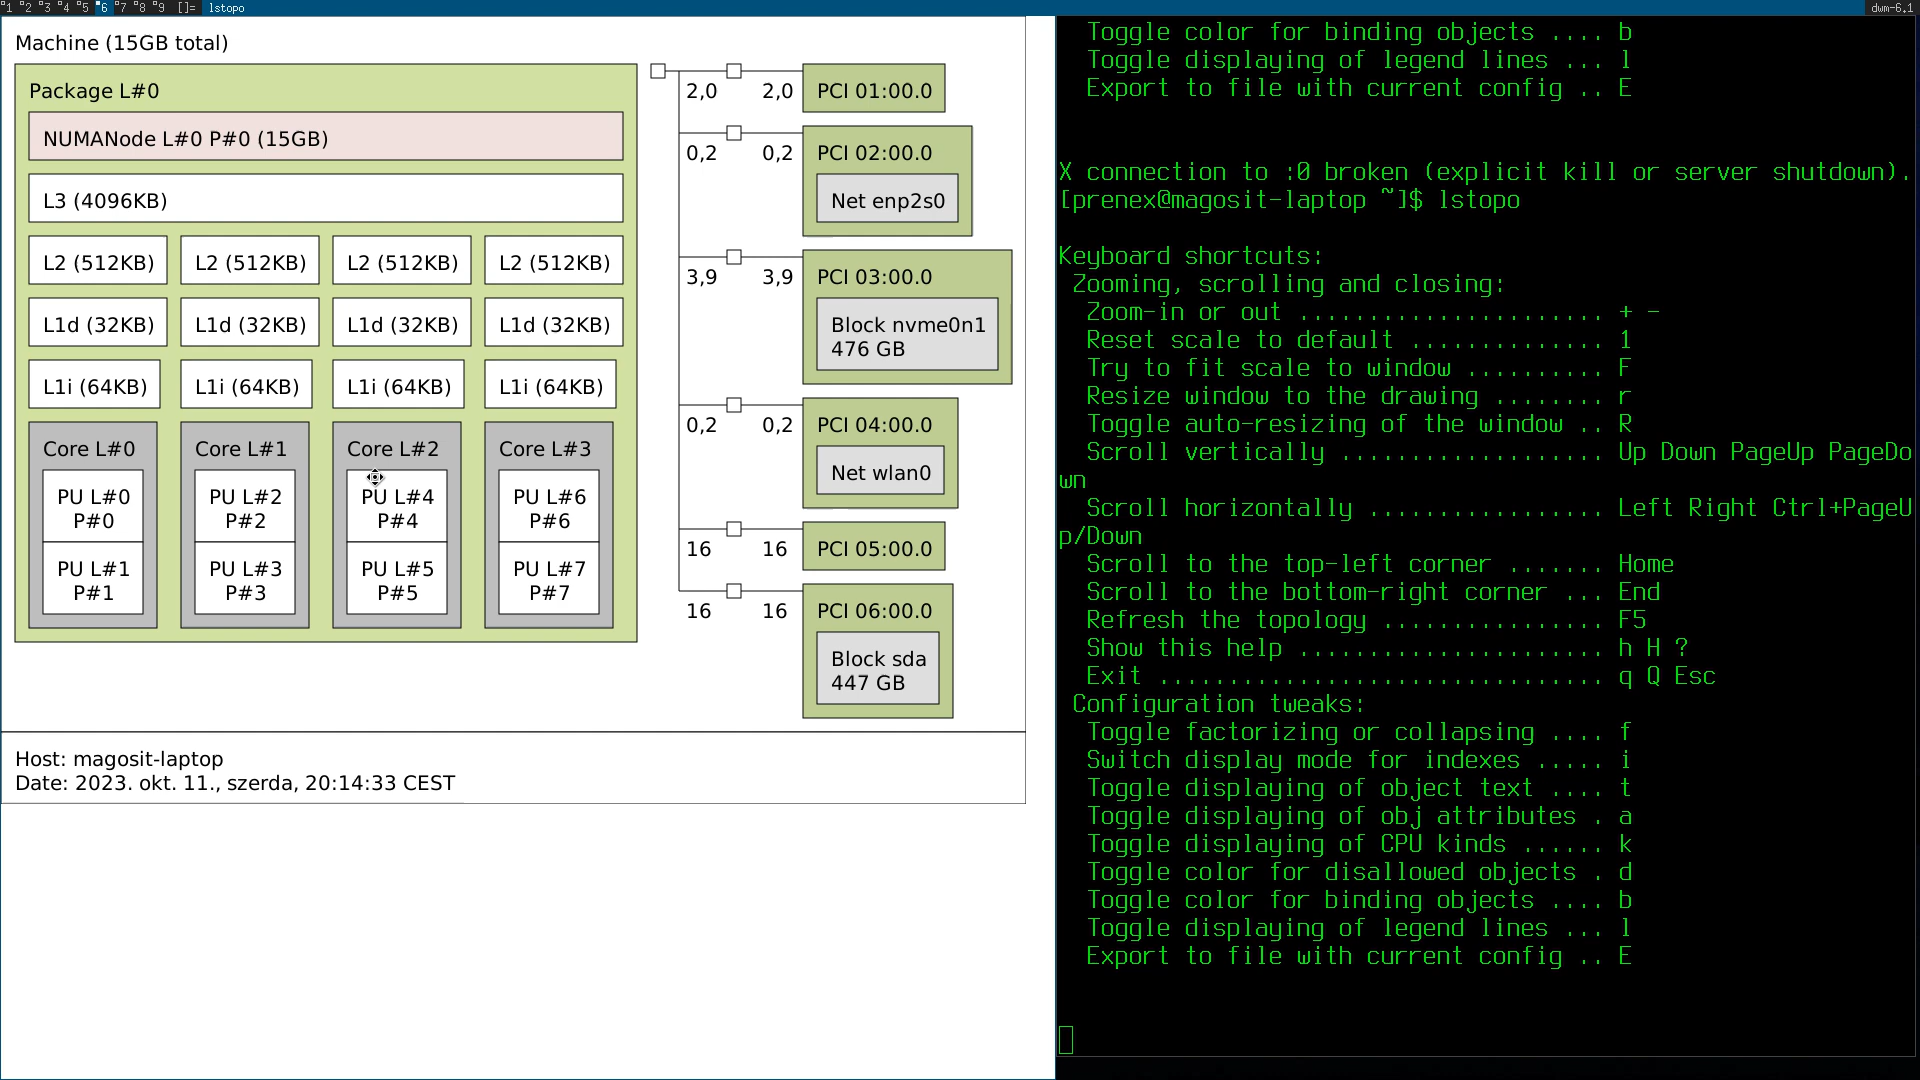 1 2 3 4 5 6 7 8 9 []= lstopo
dwm-6.1
Machine (15GB total)
Package L#0
NUMANode L#0 P#0 (15GB)
L3 (4096KB)
L2 (512KB) L2 (512KB) L2 (512KB) L2 (512KB)
L1d (32KB) L1d (32KB) L1d (32KB) L1d (32KB)
L1i (64KB) L1i (64KB) L1i (64KB) L1i (64KB)
Core L#0 Core L#1 Core L#2 Core L#3
PU L#0 PU L#2 PU L#4 PU L#6
P#0 P#2 P#4 P#6
PU L#1 PU L#3 PU L#5 PU L#7
P#1 P#3 P#5 P#7
2,0 2,0 PCI 01:00.0
0,2 0,2 PCI 02:00.0
Net enp2s0
3,9 3,9 PCI 03:00.0
Block nvme0n1
476 GB
0,2 0,2 PCI 04:00.0
Net wlan0
16 16 PCI 05:00.0
16 16 PCI 06:00.0
Block sda
447 GB
Host: magosit-laptop
Date: 2023. okt. 11., szerda, 20:14:33 CEST
Toggle color for binding objects .... b
Toggle displaying of legend lines ... l
Export to file with current config .. E
X connection to :0 broken (explicit kill or server shutdown).
[prenex@magosit-laptop ~]$ lstopo
Keyboard shortcuts:
Zooming, scrolling and closing:
Zoom-in or out ...................... + -
Reset scale to default .............. 1
Try to fit scale to window .......... F
Resize window to the drawing ........ r
Toggle auto-resizing of the window .. R
Scroll vertically ................... Up Down PageUp PageDo
wn
Scroll horizontally ................. Left Right Ctrl+PageU
p/Down
Scroll to the top-left corner ....... Home
Scroll to the bottom-right corner ... End
Refresh the topology ................ F5
Show this help ...................... h H ?
Exit ................................ q Q Esc
Configuration tweaks:
Toggle factorizing or collapsing .... f
Switch display mode for indexes ..... i
Toggle displaying of object text .... t
Toggle displaying of obj attributes . a
Toggle displaying of CPU kinds ...... k
Toggle color for disallowed objects . d
Toggle color for binding objects .... b
Toggle displaying of legend lines ... l
Export to file with current config .. E